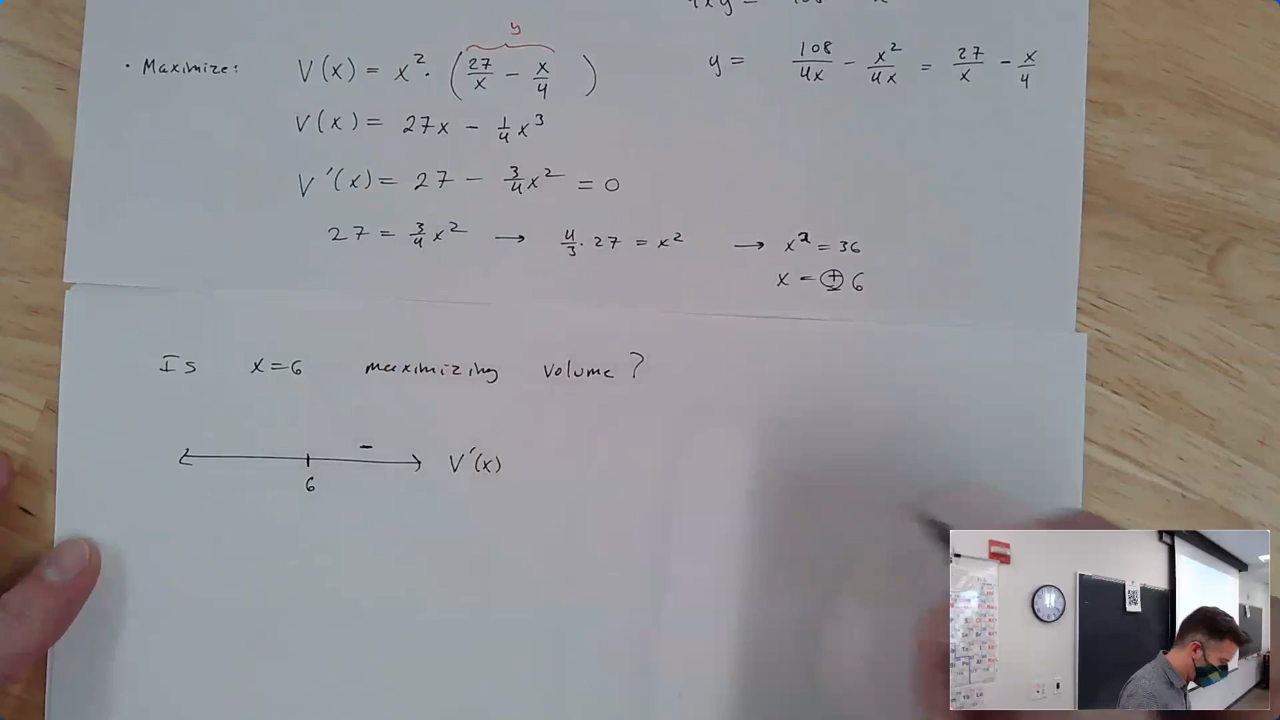 y
• Maximize: V(x) = x²· (27/x − x/4)
y = 108/4x − x²/4x = 27/x − x/4
V(x) = 27x − 1/4 x³
V'(x) = 27 − 3/4 x² = 0
27 = 3/4 x² → 4/3 · 27 = x² → x² = 36
x = ± 6
Is x=6 maximizing volume?
− V'(x)
6